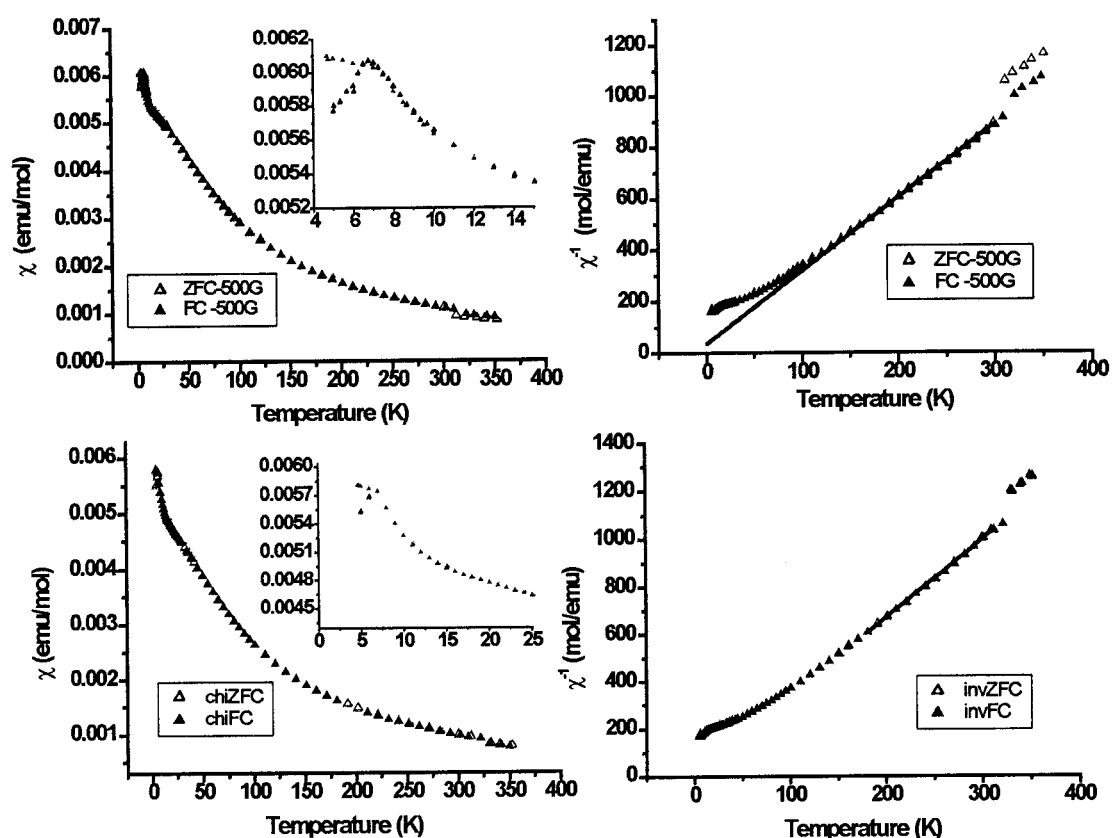 0.007
0.006
0.005
0.004
0.003
0.002
0.001
0.000
χ (emu/mol)
0 50 100 150 200 250 300 350 400
Temperature (K)
ZFC-500G
FC -500G
0.0062
0.0060
0.0058
0.0056
0.0054
0.0052
4 6 8 10 12 14
1200
1000
800
600
400
200
0
χ-1 (mol/emu)
0 100 200 300 400
Temperature (K)
ZFC-500G
FC -500G
0.006
0.005
0.004
0.003
0.002
0.001
χ (emu/mol)
0 50 100 150 200 250 300 350 400
Temperature (K)
chiZFC
chiFC
0.0060
0.0057
0.0054
0.0051
0.0048
0.0045
0 5 10 15 20 25
1400
1200
1000
800
600
400
200
0
χ-1 (mol/emu)
0 100 200 300 400
Temperature (K)
invZFC
invFC